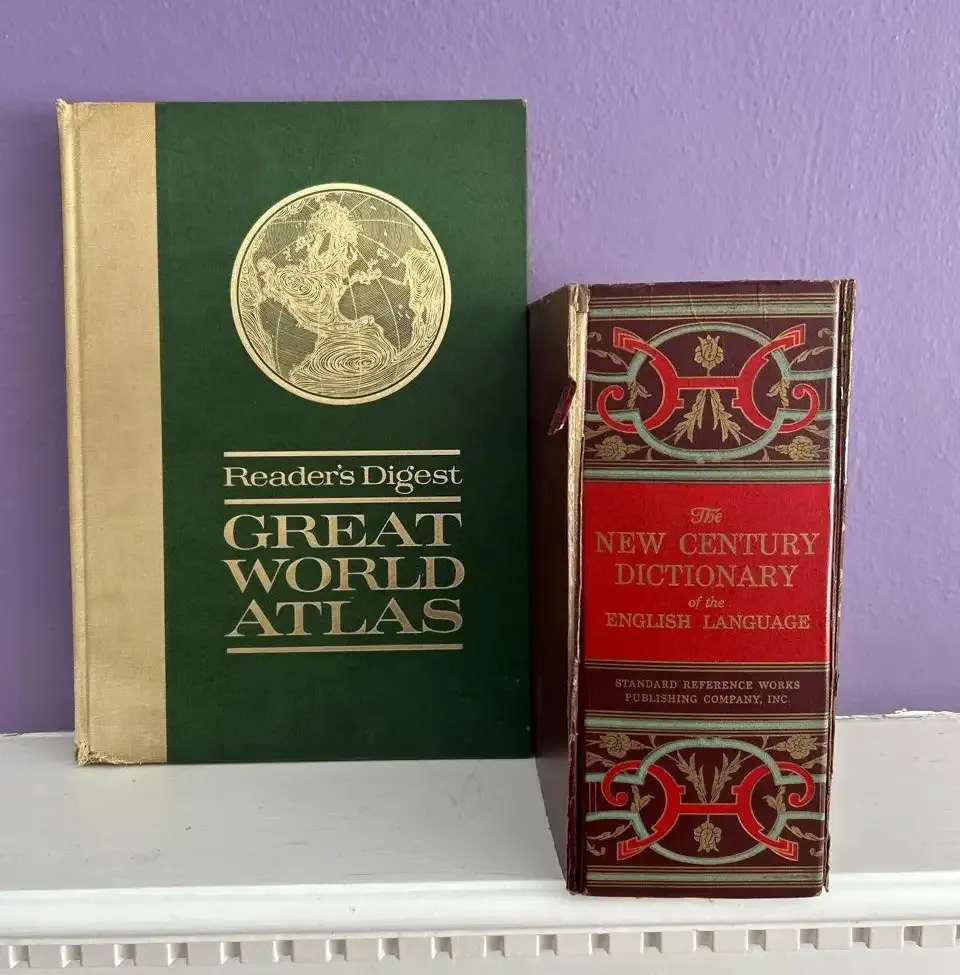 Reader's Digest
GREAT
WORLD
ATLAS
The
NEW CENTURY
DICTIONARY
of the
ENGLISH LANGUAGE
STANDARD REFERENCE WORKS
PUBLISHING COMPANY, INC